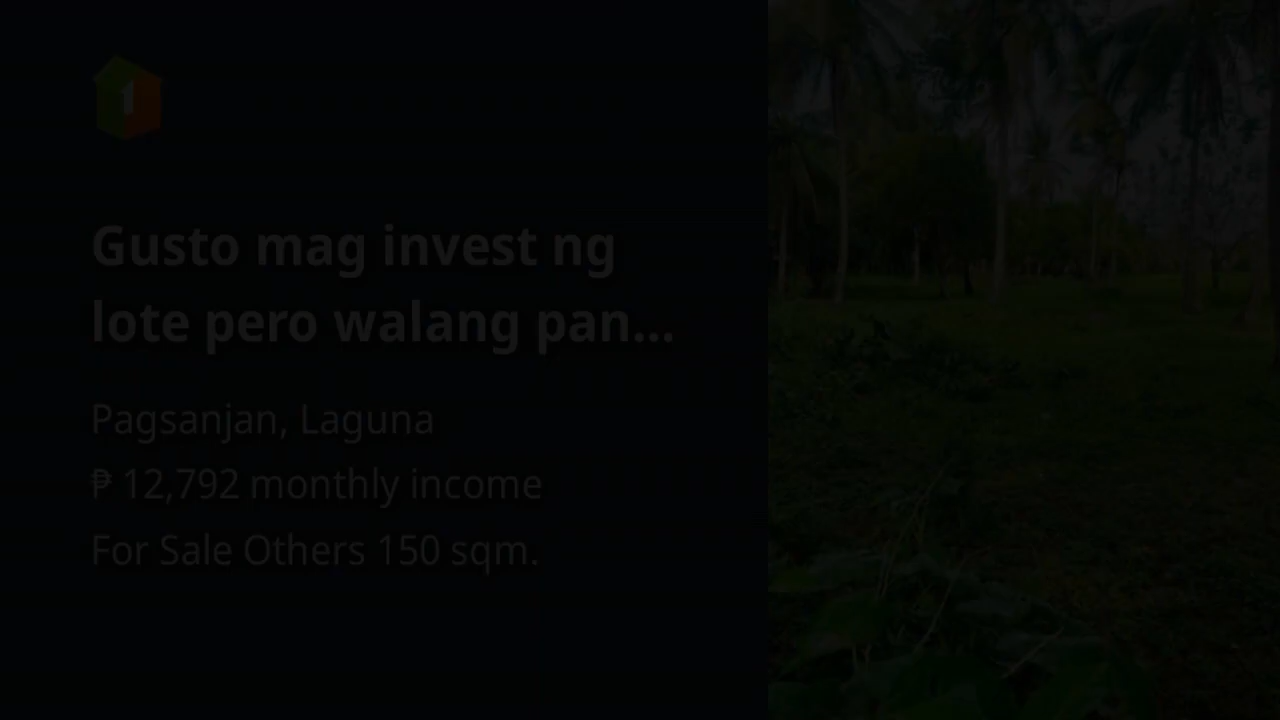 1
Gusto mag invest ng
lote pero walang pan...
Pagsanjan, Laguna
₱ 12,792 monthly income
For Sale Others 150 sqm.